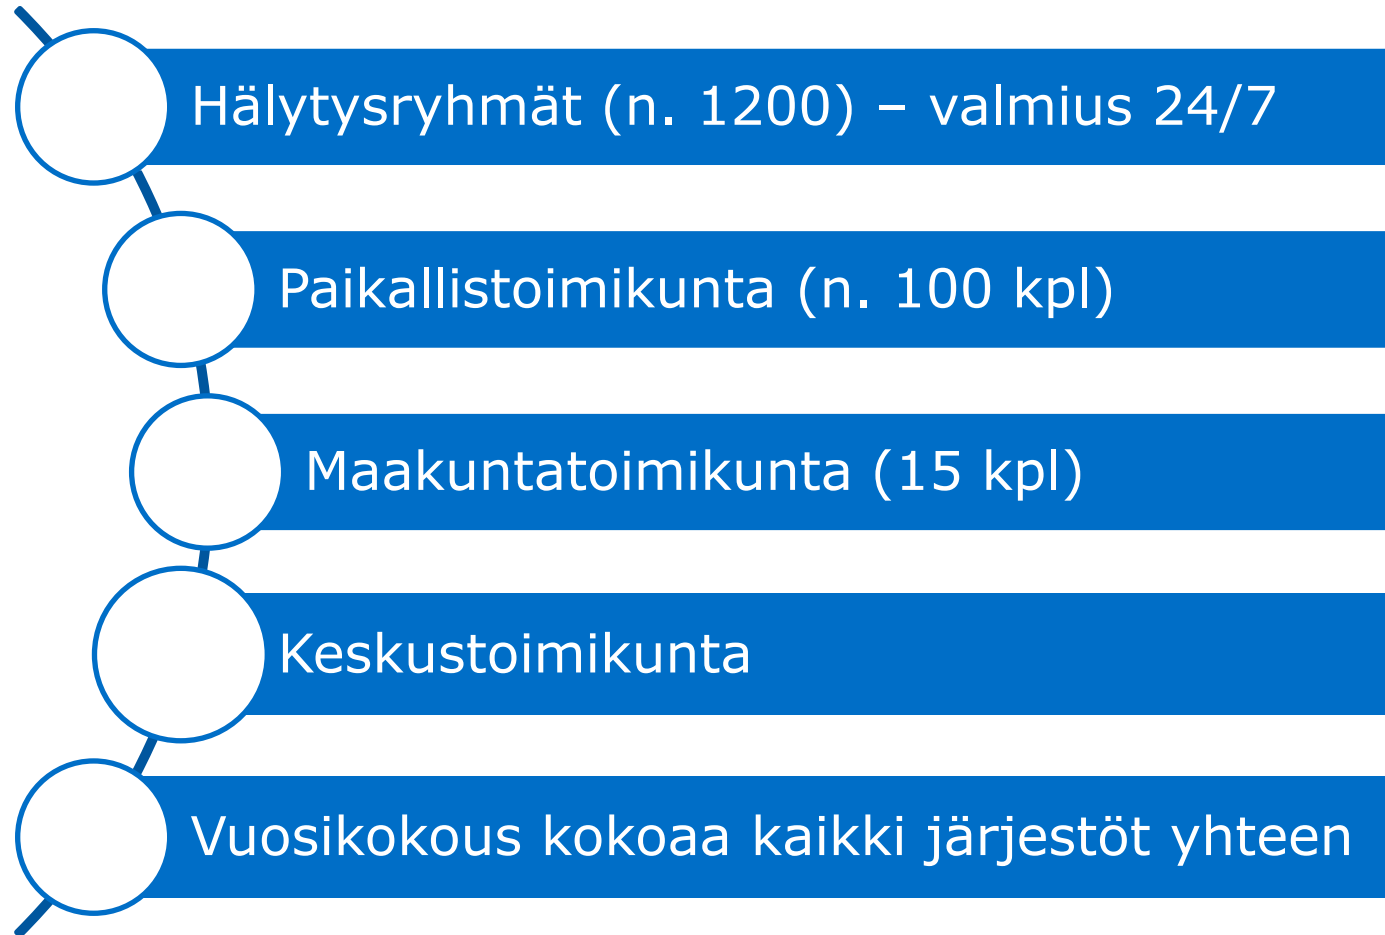 Hälytysryhmät (n. 1200) – valmius 24/7
Paikallistoimikunta (n. 100 kpl)
Maakuntatoimikunta (15 kpl)
Keskustoimikunta
Vuosikokous kokoaa kaikki järjestöt yhteen